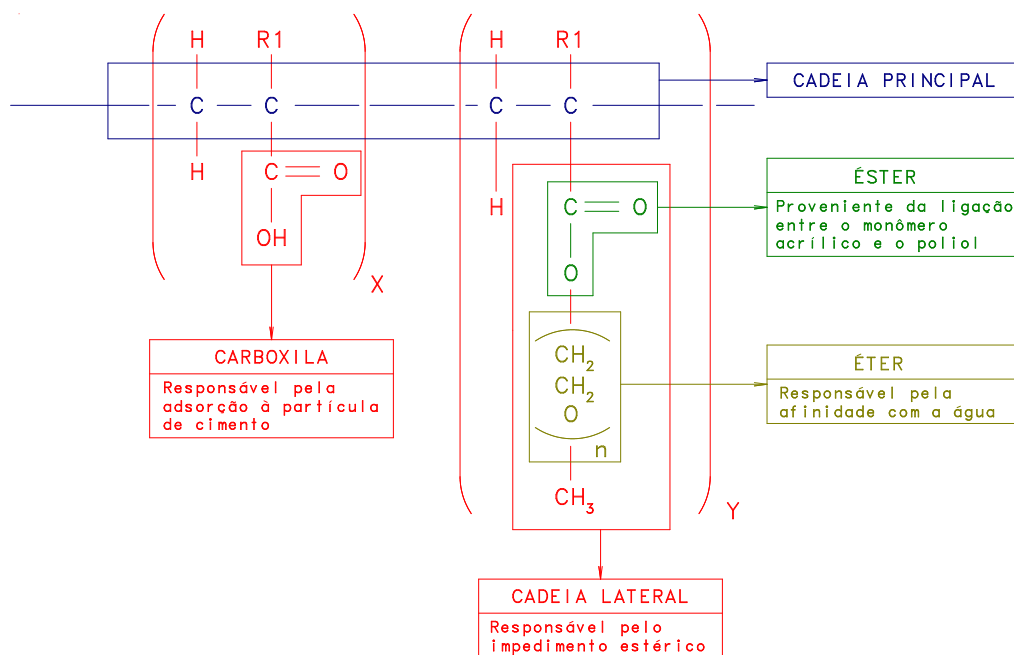 H R1 H R1
CADEIA PRINCIPAL
C C C C
H C O
H C O
OH
O
X
ÉSTER
Proveniente da ligação
entre o monômero
acrílico e o poliol
CARBOXILA
Responsável pela
adsorção à partícula
de cimento
CH2
CH2
O
n
CH3
Y
ÉTER
Responsável pela
afinidade com a água
CADEIA LATERAL
Responsável pelo
impedimento estérico